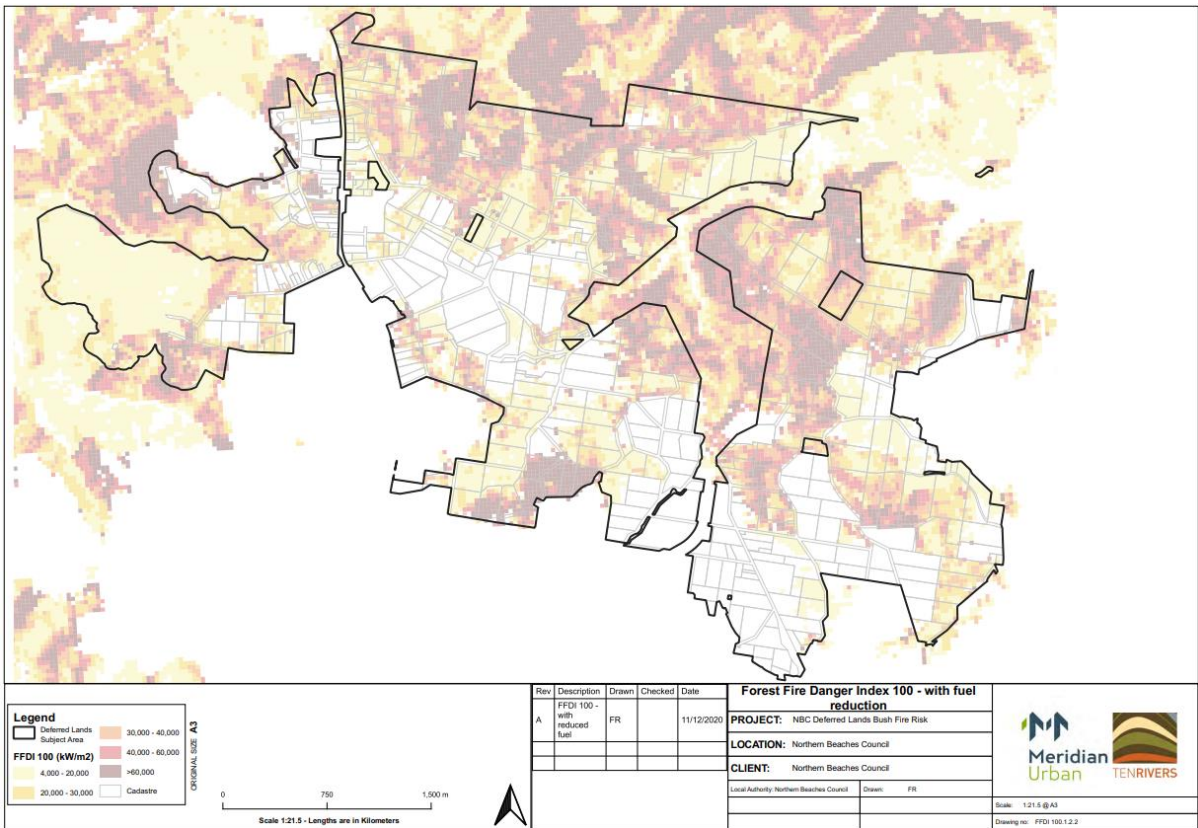 Legend
Deferred Lands
Subject Area
FFDI 100 (kW/m2)
4,000 - 20,000
20,000 - 30,000
30,000 - 40,000
40,000 - 60,000
>60,000
Cadastre
ORIGINAL SIZE A3
0 750 1,500 m
Scale 1:21.5 - Lengths are in Kilometers
Rev Description Drawn Checked Date
A FFDI 100 - with reduced fuel FR 11/12/2020
Forest Fire Danger Index 100 - with fuel
reduction
PROJECT: NBC Deferred Lands Bush Fire Risk
LOCATION: Northern Beaches Council
CLIENT: Northern Beaches Council
Local Authority: Northern Beaches Council Drawn: FR
Meridian
Urban
TENRIVERS
Scale: 1:21.5 @ A3
Drawing no: FFDI 100.1.2.2